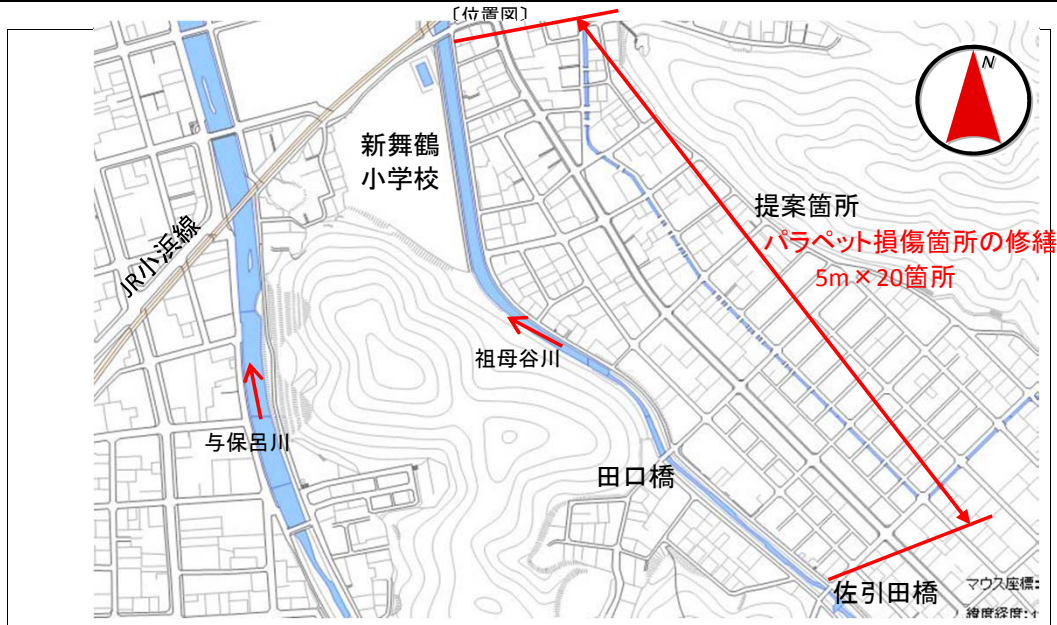 〔位置図〕
N
新舞鶴
小学校
提案箇所
パラペット損傷箇所の修繕
5m×20箇所
JR小浜線
祖母谷川
与保呂川
田口橋
佐引田橋
マウス座標:
緯度経度: